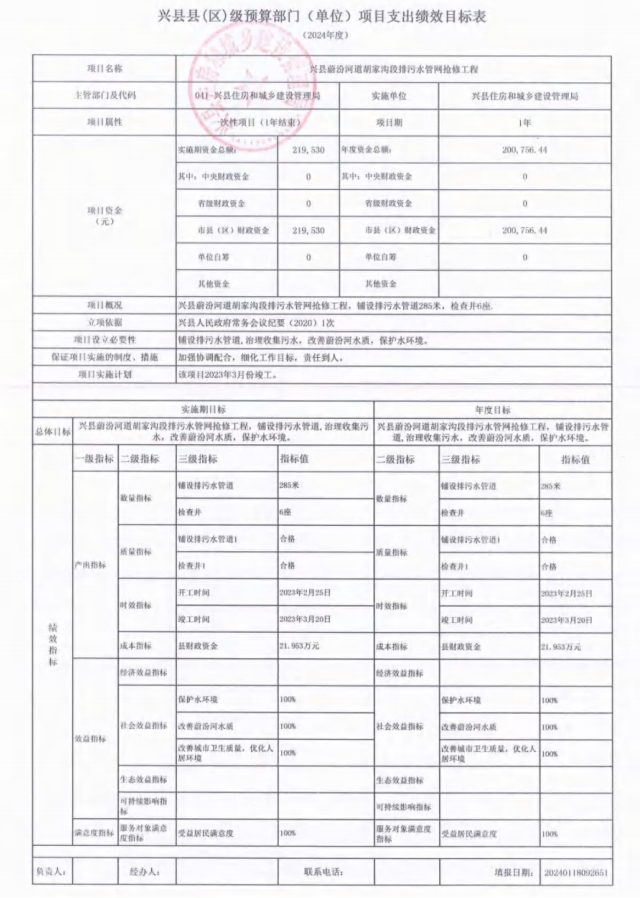 兴县县(区)级预算部门（单位）项目支出绩效目标表
（2024年度）
项目名称 兴县蔚汾河道胡家沟段排污水管网抢修工程
主管部门及代码 041-兴县住房和城乡建设管理局 实施单位 兴县住房和城乡建设管理局
项目属性 一次性项目（1年结束） 项目期 1年
项目资金
（元）
实施期资金总额: 219,530 年度资金总额: 200,756.44
其中: 中央财政资金 0 其中: 中央财政资金 0
省级财政资金 0 省级财政资金 0
市县（区）财政资金 219,530 市县（区）财政资金 200,756.44
单位自筹 0 单位自筹 0
其他资金 其他资金
项目概况 兴县蔚汾河道胡家沟段排污水管网抢修工程, 铺设排污水管道285米, 检查井6座.
立项依据 兴县人民政府常务会议纪要（2020）1次
项目设立必要性 铺设排污水管道, 治理收集污水, 改善蔚汾河水质, 保护水环境。
保证项目实施的制度、措施 加强协调配合, 细化工作目标, 责任到人。
项目实施计划 该项目2023年3月份竣工。
实施期目标 年度目标
总体目标
兴县蔚汾河道胡家沟段排污水管网抢修工程, 铺设排污水管道, 治理收集污
水, 改善蔚汾河水质, 保护水环境。
兴县蔚汾河道胡家沟段排污水管网抢修工程, 铺设排污水管
道, 治理收集污水, 改善蔚汾河水质, 保护水环境。
绩效指标
一级指标 二级指标 三级指标 指标值 二级指标 三级指标 指标值
产出指标
数量指标 铺设排污水管道 285米 数量指标 铺设排污水管道 285米
检查井 6座 检查井 6座
质量指标 铺设排污水管道1 合格 质量指标 铺设排污水管道1 合格
检查井1 合格 检查井1 合格
时效指标 开工时间 2023年2月25日 时效指标 开工时间 2023年2月25日
竣工时间 2023年3月20日 竣工时间 2023年3月20日
成本指标 县财政资金 21.953万元 成本指标 县财政资金 21.953万元
效益指标
经济效益指标 经济效益指标
社会效益指标 保护水环境 100% 社会效益指标 保护水环境 100%
改善蔚汾河水质 100% 改善蔚汾河水质 100%
改善城市卫生质量, 优化人
居环境 100%
改善城市卫生质量, 优化人
居环境 100%
生态效益指标 生态效益指标
可持续影响指
标
可持续影响指
标
满意度指标
服务对象满意
度指标 受益居民满意度 100%
服务对象满意度
指标 受益居民满意度 100%
负责人: 经办人: 联系电话: 填报日期: 20240118092651